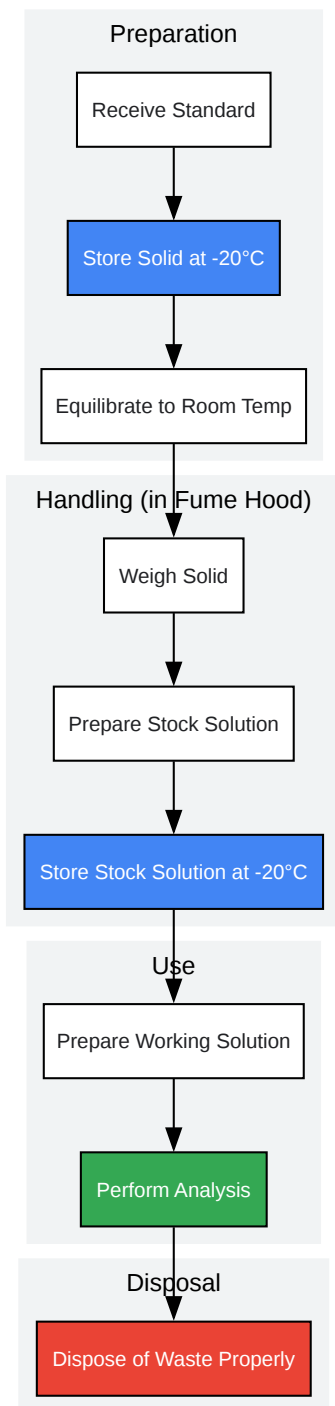 Preparation
Receive Standard
Store Solid at -20°C
Equilibrate to Room Temp
Handling (in Fume Hood)
Weigh Solid
Prepare Stock Solution
Store Stock Solution at -20°C
Use
Prepare Working Solution
Perform Analysis
Disposal
Dispose of Waste Properly